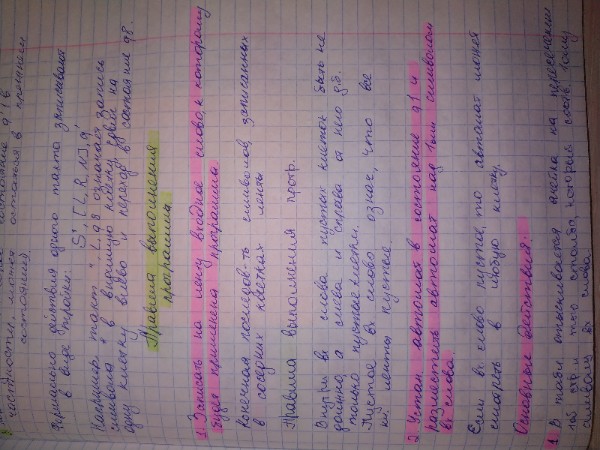 частности, может остаться в прежнем
состоянии.
Формально действия одного такта записывают
в виде тройки:
S', [L, R, N], q'
Например, такт *, L, q8 означает запись
символа * в видимую клетку, сдвиг на
одну клетку влево и переход в состояние q8.
Правила выполнения
программы.
1. Записать на ленту входное слово, к которому
будет применена программа.
Конечная последов-ть символов, записанных
в соседних клетках ленты
Правила выполнения прогр.
Внутри вх слова пустых клеток быть не
должно, а слева и справа от него д.б.
только пустые клетки.
Пустое вх слово означ, что все
кл. ленты пустые.
2. Устан. автомат в состояние q1 и
разместить автомат над 1ым символом
вх слова.
Если вх. слово пустое, то автомат может
смотреть в любую клетку.
Основные действия.
1. В табл отыскивается ячейка на пересечении
1ой стр. и того столбца, который соотв. 1ому
символу вх слова.